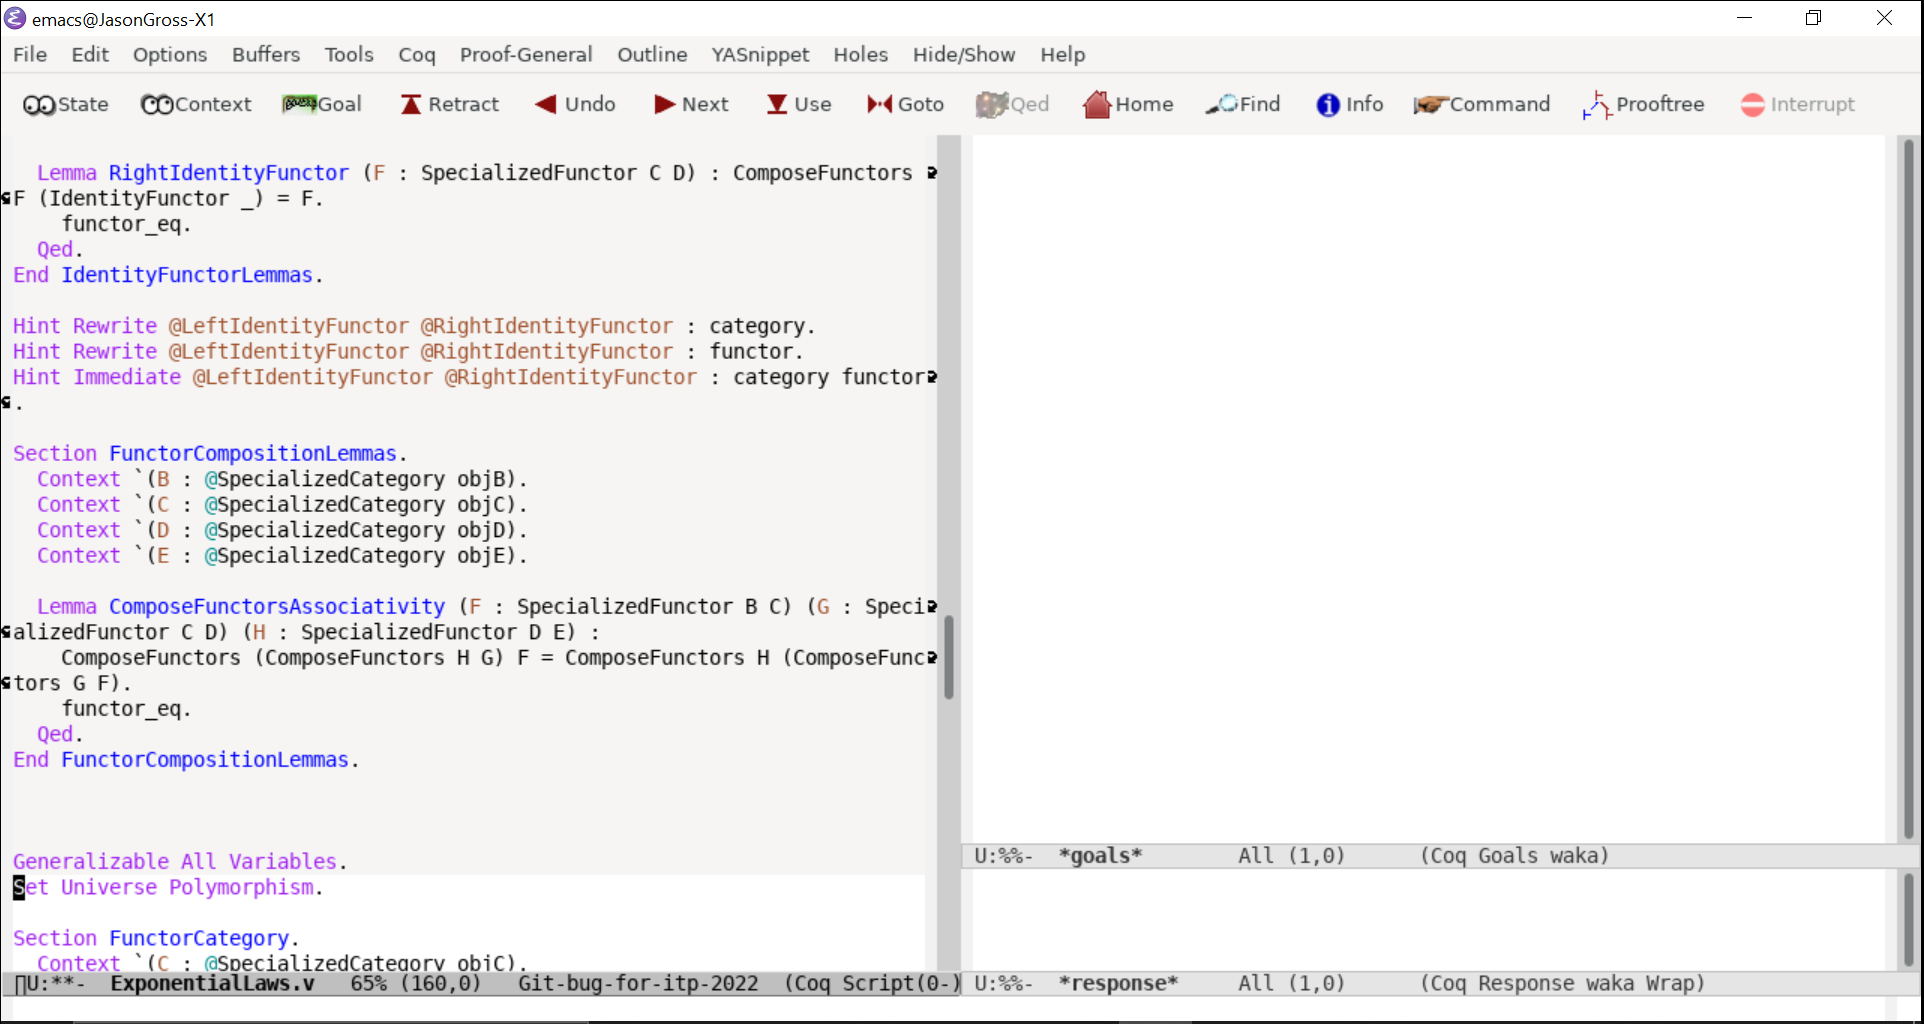 emacs@JasonGross-X1
File Edit Options Buffers Tools Coq Proof-General Outline YASnippet Holes Hide/Show Help
State Context Goal Retract Undo Next Use Goto Qed Home Find Info Command Prooftree Interrupt
Lemma RightIdentityFunctor (F : SpecializedFunctor C D) : ComposeFunctors
F (IdentityFunctor _) = F.
functor_eq.
Qed.
End IdentityFunctorLemmas.
Hint Rewrite @LeftIdentityFunctor @RightIdentityFunctor : category.
Hint Rewrite @LeftIdentityFunctor @RightIdentityFunctor : functor.
Hint Immediate @LeftIdentityFunctor @RightIdentityFunctor : category functor
.
Section FunctorCompositionLemmas.
Context `(B : @SpecializedCategory objB).
Context `(C : @SpecializedCategory objC).
Context `(D : @SpecializedCategory objD).
Context `(E : @SpecializedCategory objE).
Lemma ComposeFunctorsAssociativity (F : SpecializedFunctor B C) (G : Speci
alizedFunctor C D) (H : SpecializedFunctor D E) :
ComposeFunctors (ComposeFunctors H G) F = ComposeFunctors H (ComposeFunc
tors G F).
functor_eq.
Qed.
End FunctorCompositionLemmas.
Generalizable All Variables.
Set Universe Polymorphism.
Section FunctorCategory.
Context `(C : @SpecializedCategory objC).
U:**- ExponentialLaws.v 65% (160,0) Git-bug-for-itp-2022 (Coq Script(0-)
U:%%- *goals* All (1,0) (Coq Goals waka)
U:%%- *response* All (1,0) (Coq Response waka Wrap)